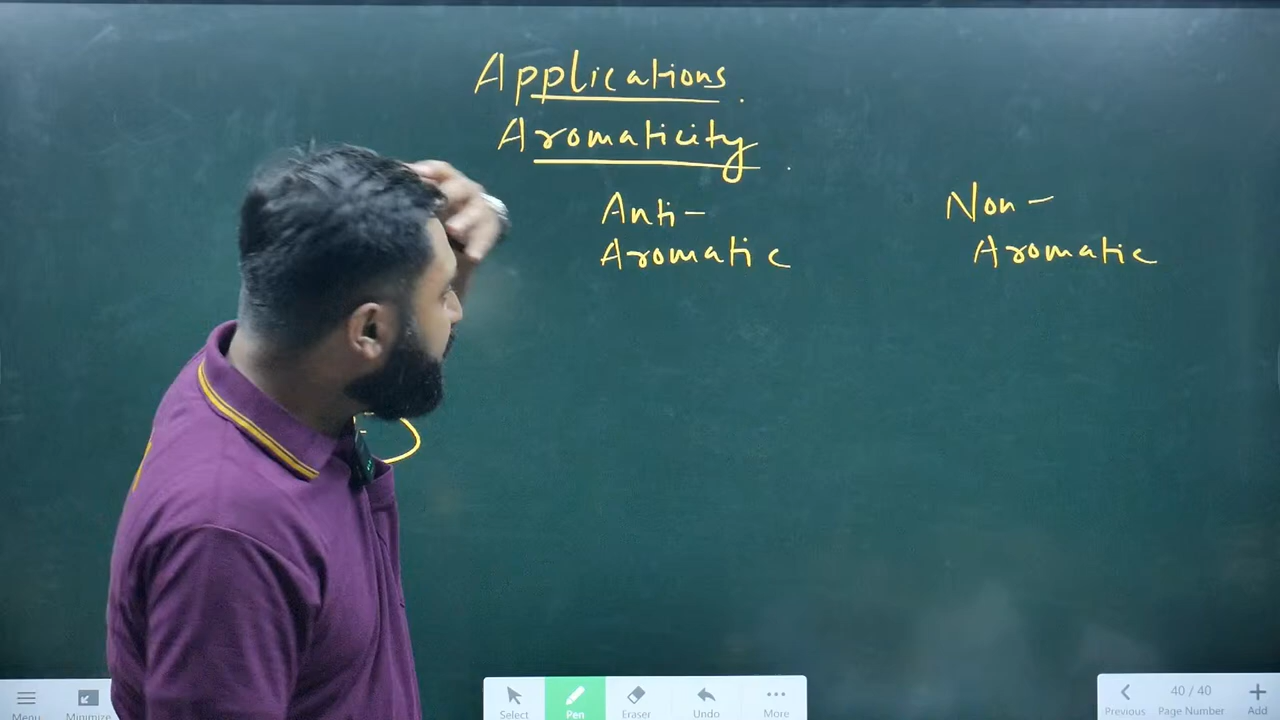 Applications.
Aromaticity.
Anti-
Aromatic
Non-
Aromatic
Menu
Minimize
Select
Pen
Eraser
Undo
More
Previous
40 / 40
Page Number
Add